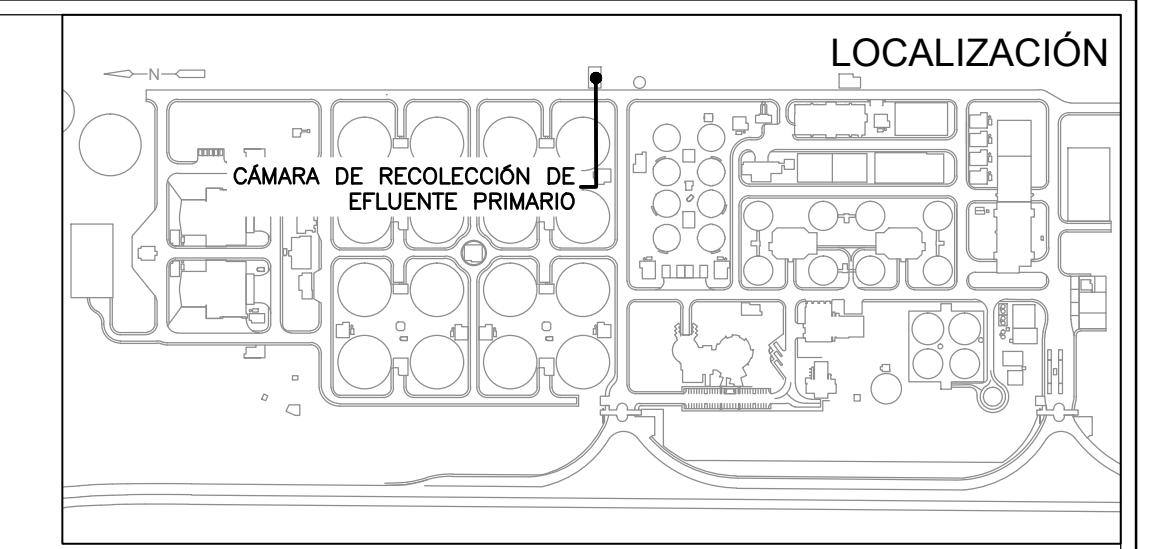 LOCALIZACIÓN
N
CÁMARA DE RECOLECCIÓN DE
EFLUENTE PRIMARIO